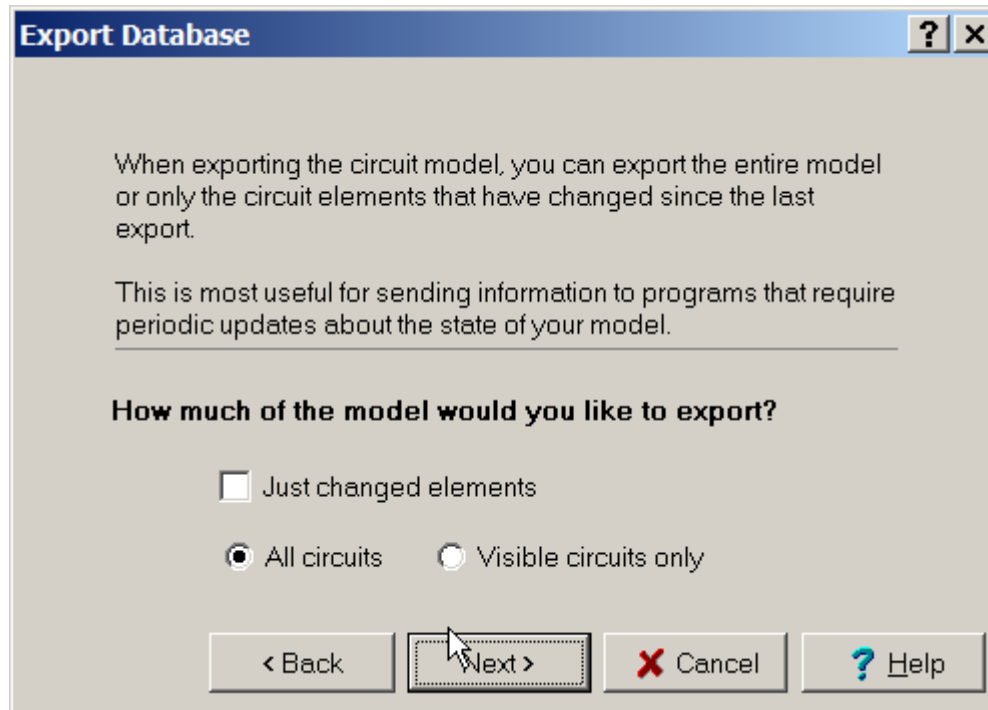 Export Database
When exporting the circuit model, you can export the entire model
or only the circuit elements that have changed since the last
export.
This is most useful for sending information to programs that require
periodic updates about the state of your model.
How much of the model would you like to export?
Just changed elements
All circuits Visible circuits only
< Back Next > Cancel ? Help